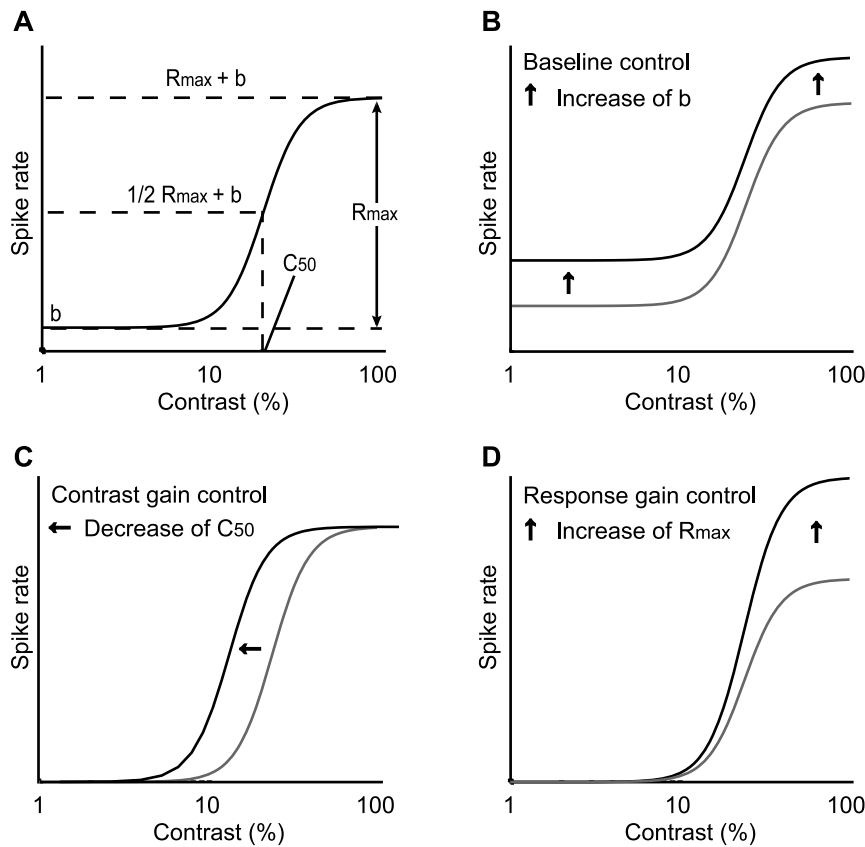 A
Rmax + b
1/2 Rmax + b
Rmax
C50
b
Spike rate
1 10 100
Contrast (%)
B
Baseline control
↑ Increase of b
Spike rate
1 10 100
Contrast (%)
C
Contrast gain control
← Decrease of C50
Spike rate
1 10 100
Contrast (%)
D
Response gain control
↑ Increase of Rmax
Spike rate
1 10 100
Contrast (%)